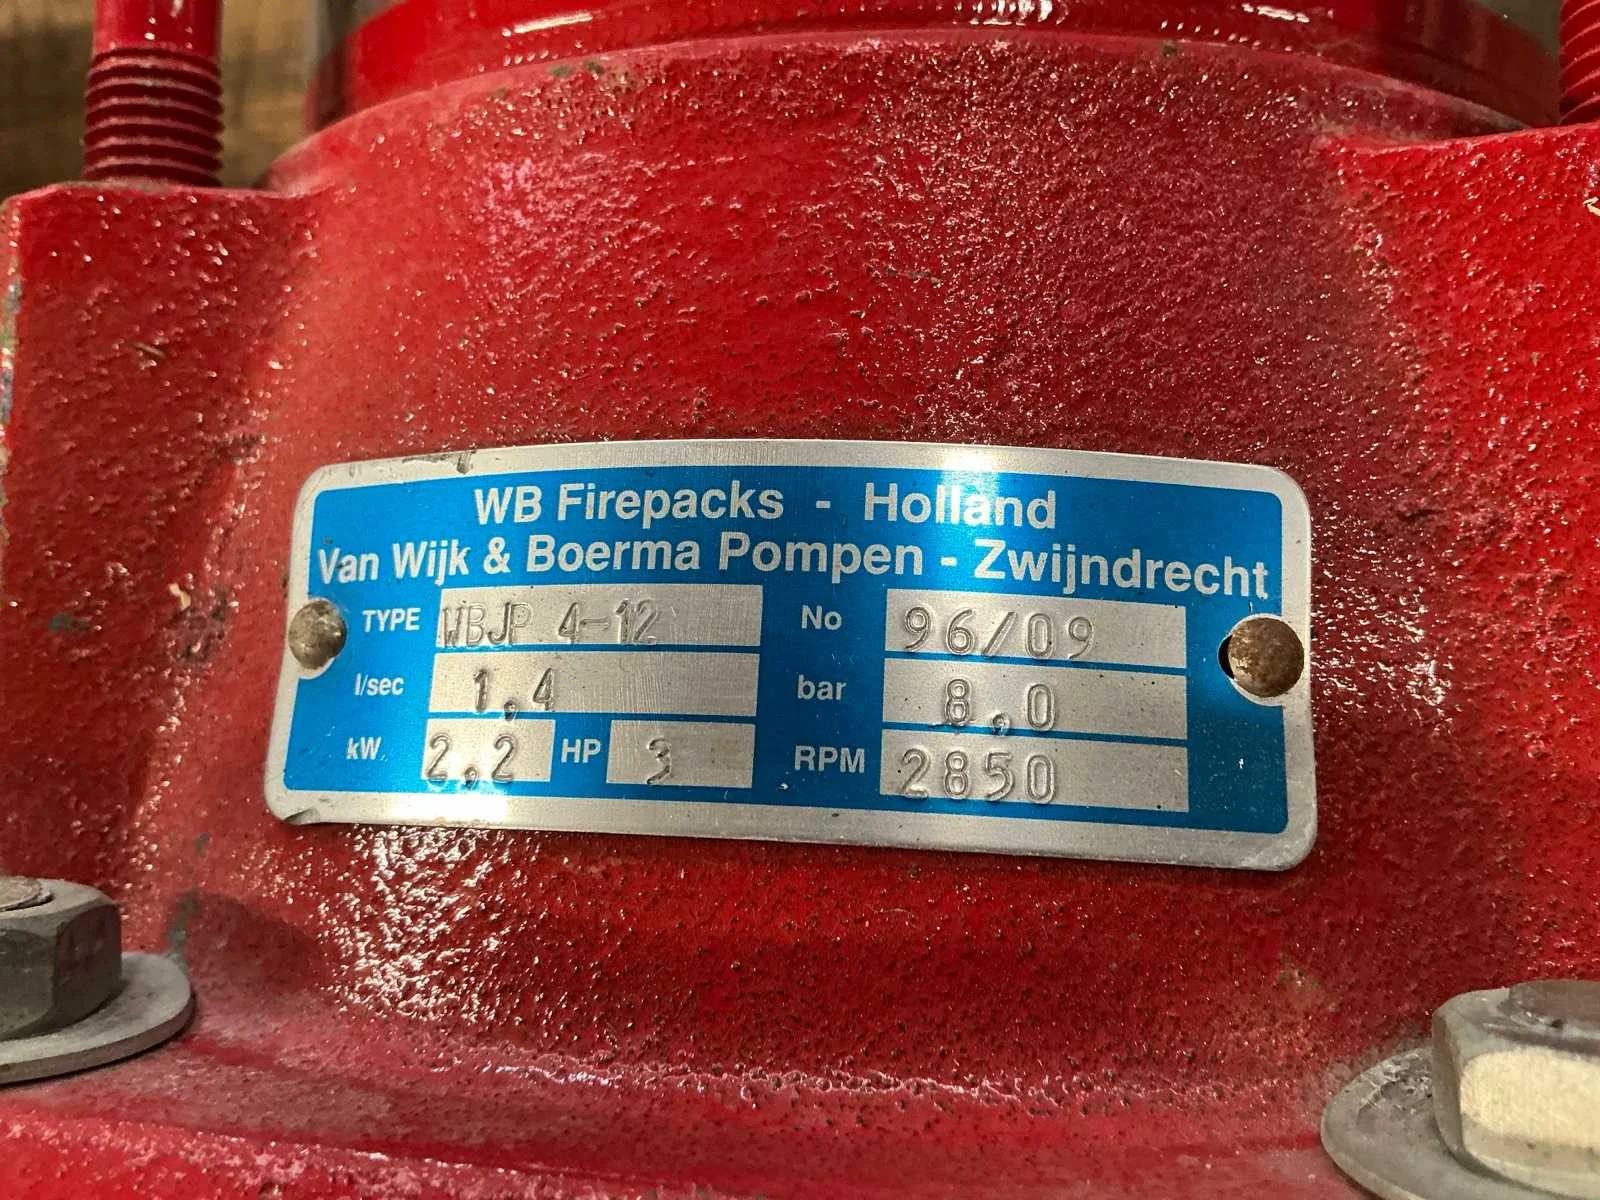 WB Firepacks - Holland
Van Wijk & Boerma Pompen - Zwijndrecht
TYPE WBJP 4-12 No 96/09
l/sec 1,4 bar 8,0
kW 2,2 HP 3 RPM 2850